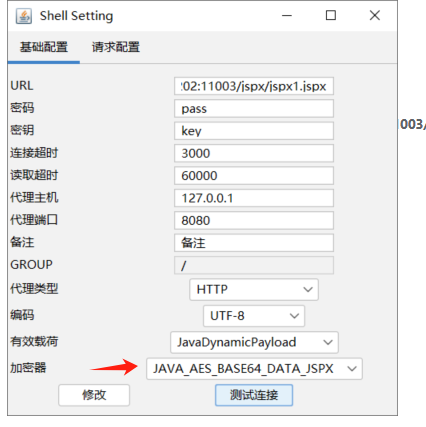 Shell Setting
基础配置 请求配置
URL :02:11003/jspx/jspx1.jspx
密码 pass
003/
密钥 key
连接超时 3000
读取超时 60000
代理主机 127.0.0.1
代理端口 8080
备注 备注
GROUP /
代理类型 HTTP
编码 UTF-8
有效载荷 JavaDynamicPayload
加密器 JAVA_AES_BASE64_DATA_JSPX
修改 测试连接